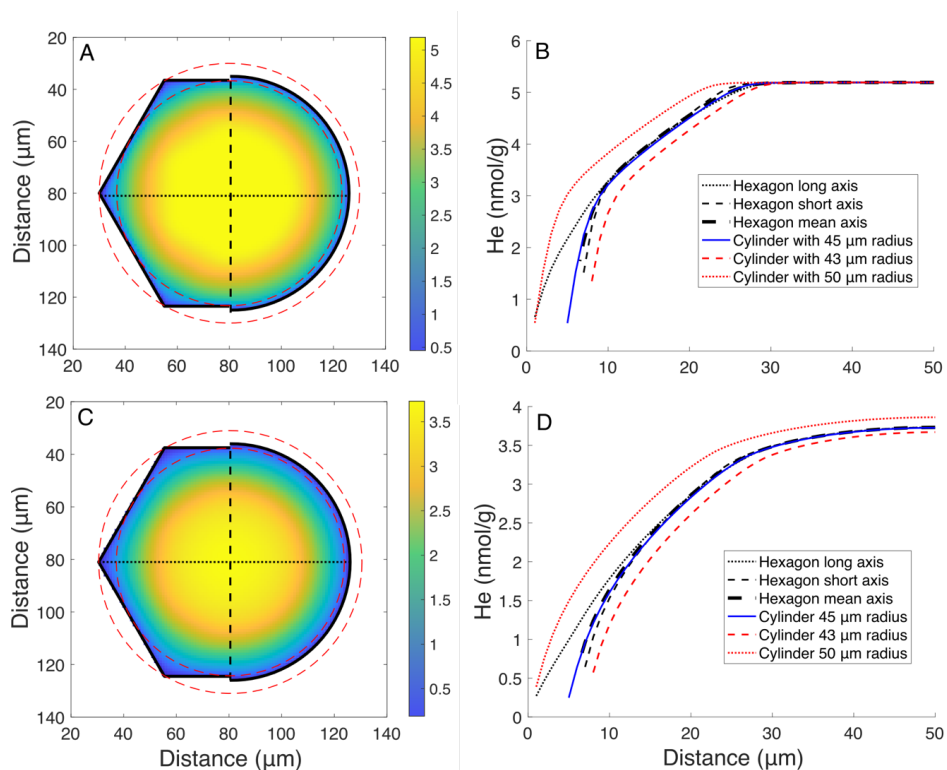 A
20
40
60
80
100
120
140
Distance (µm)
20 40 60 80 100 120 140
5
4.5
4
3.5
3
2.5
2
1.5
1
0.5
B
6
5
4
3
2
1
0
He (nmol/g)
0 10 20 30 40 50
Hexagon long axis
Hexagon short axis
Hexagon mean axis
Cylinder with 45 µm radius
Cylinder with 43 µm radius
Cylinder with 50 µm radius
C
20
40
60
80
100
120
140
Distance (µm)
20 40 60 80 100 120 140
Distance (µm)
3.5
3
2.5
2
1.5
1
0.5
D
4
3.5
3
2.5
2
1.5
1
0.5
0
He (nmol/g)
0 10 20 30 40 50
Distance (µm)
Hexagon long axis
Hexagon short axis
Hexagon mean axis
Cylinder 45 µm radius
Cylinder 43 µm radius
Cylinder 50 µm radius